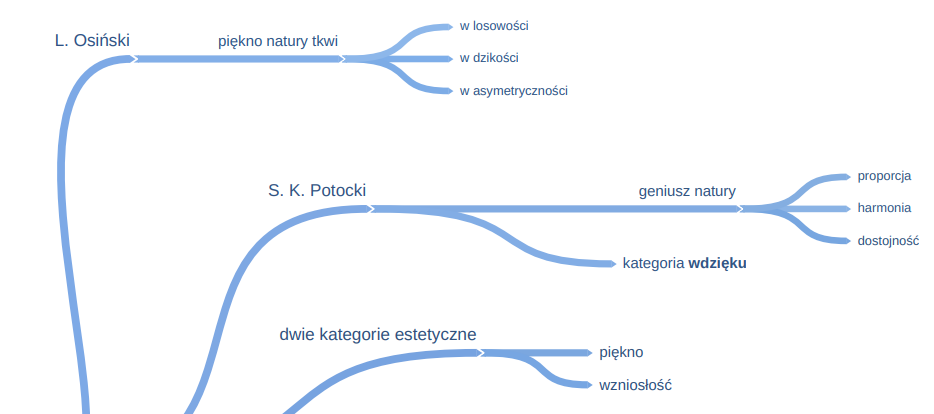 L. Osiński
piękno natury tkwi
w losowości
w dzikości
w asymetryczności
S. K. Potocki
geniusz natury
proporcja
harmonia
dostojność
kategoria wdzięku
dwie kategorie estetyczne
piękno
wzniosłość